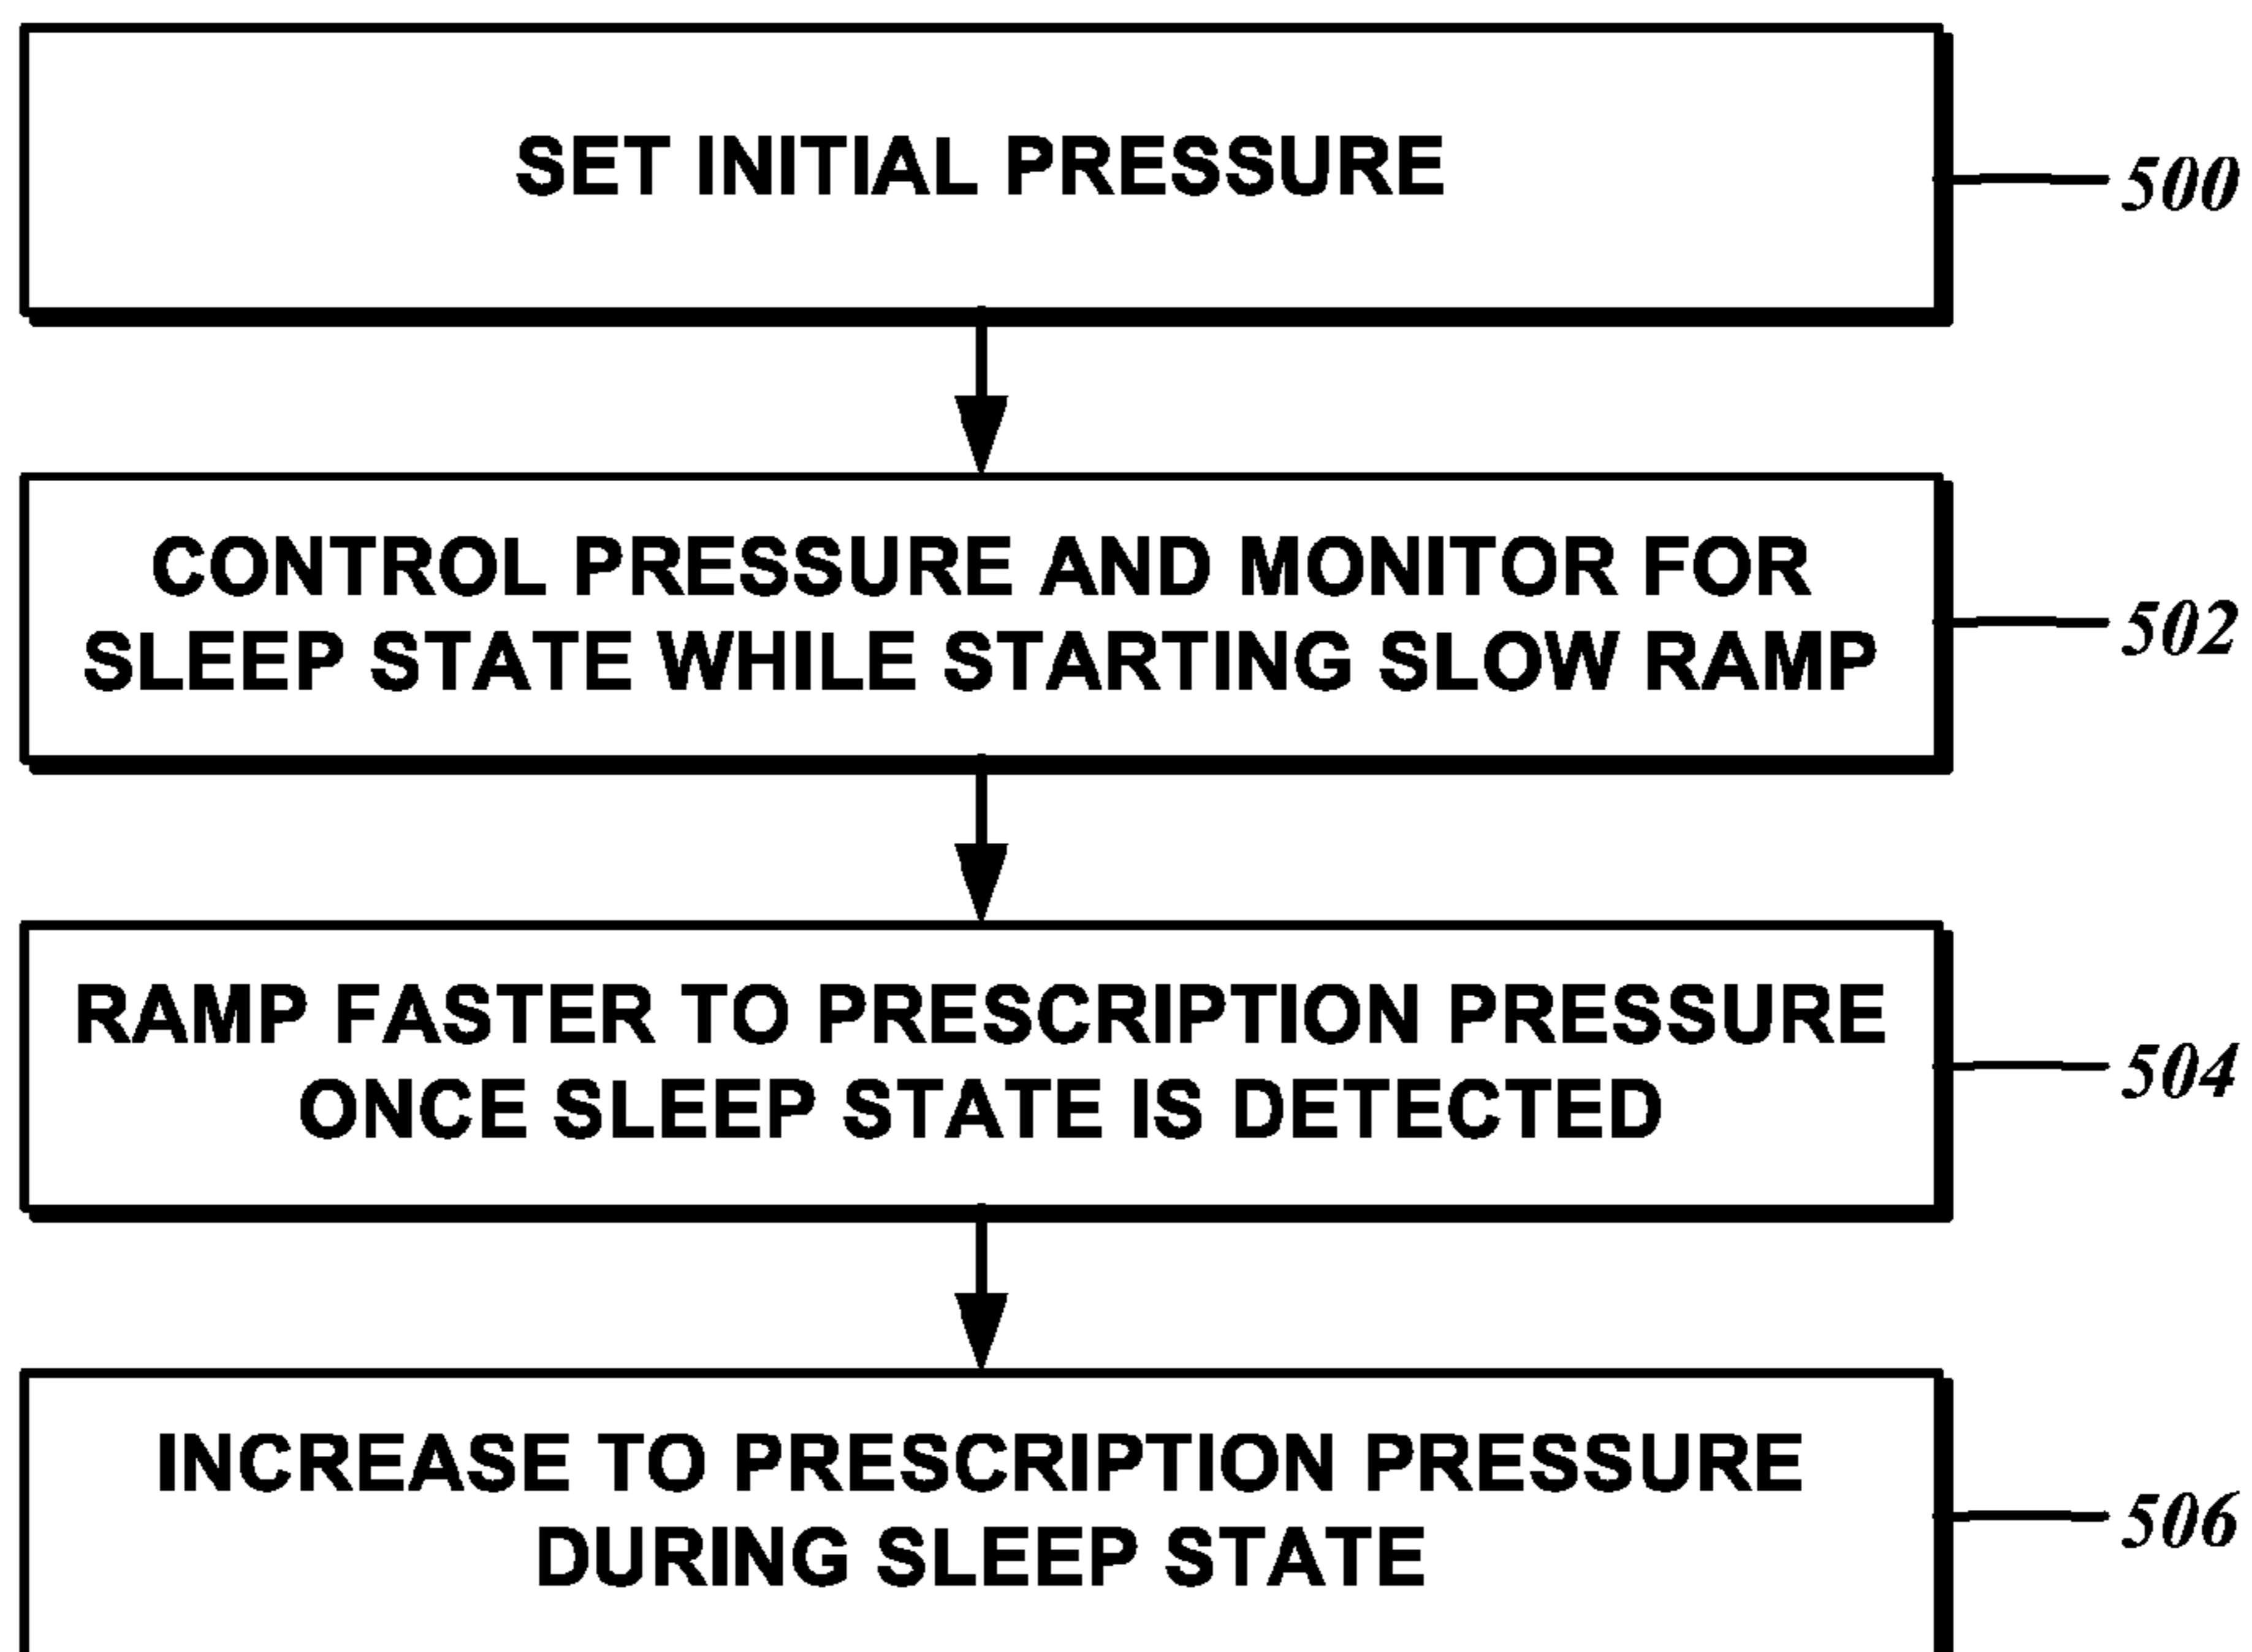 SET INITIAL PRESSURE
500
CONTROL PRESSURE AND MONITOR FOR
SLEEP STATE WHILE STARTING SLOW RAMP
502
RAMP FASTER TO PRESCRIPTION PRESSURE
ONCE SLEEP STATE IS DETECTED
504
INCREASE TO PRESCRIPTION PRESSURE
DURING SLEEP STATE
506